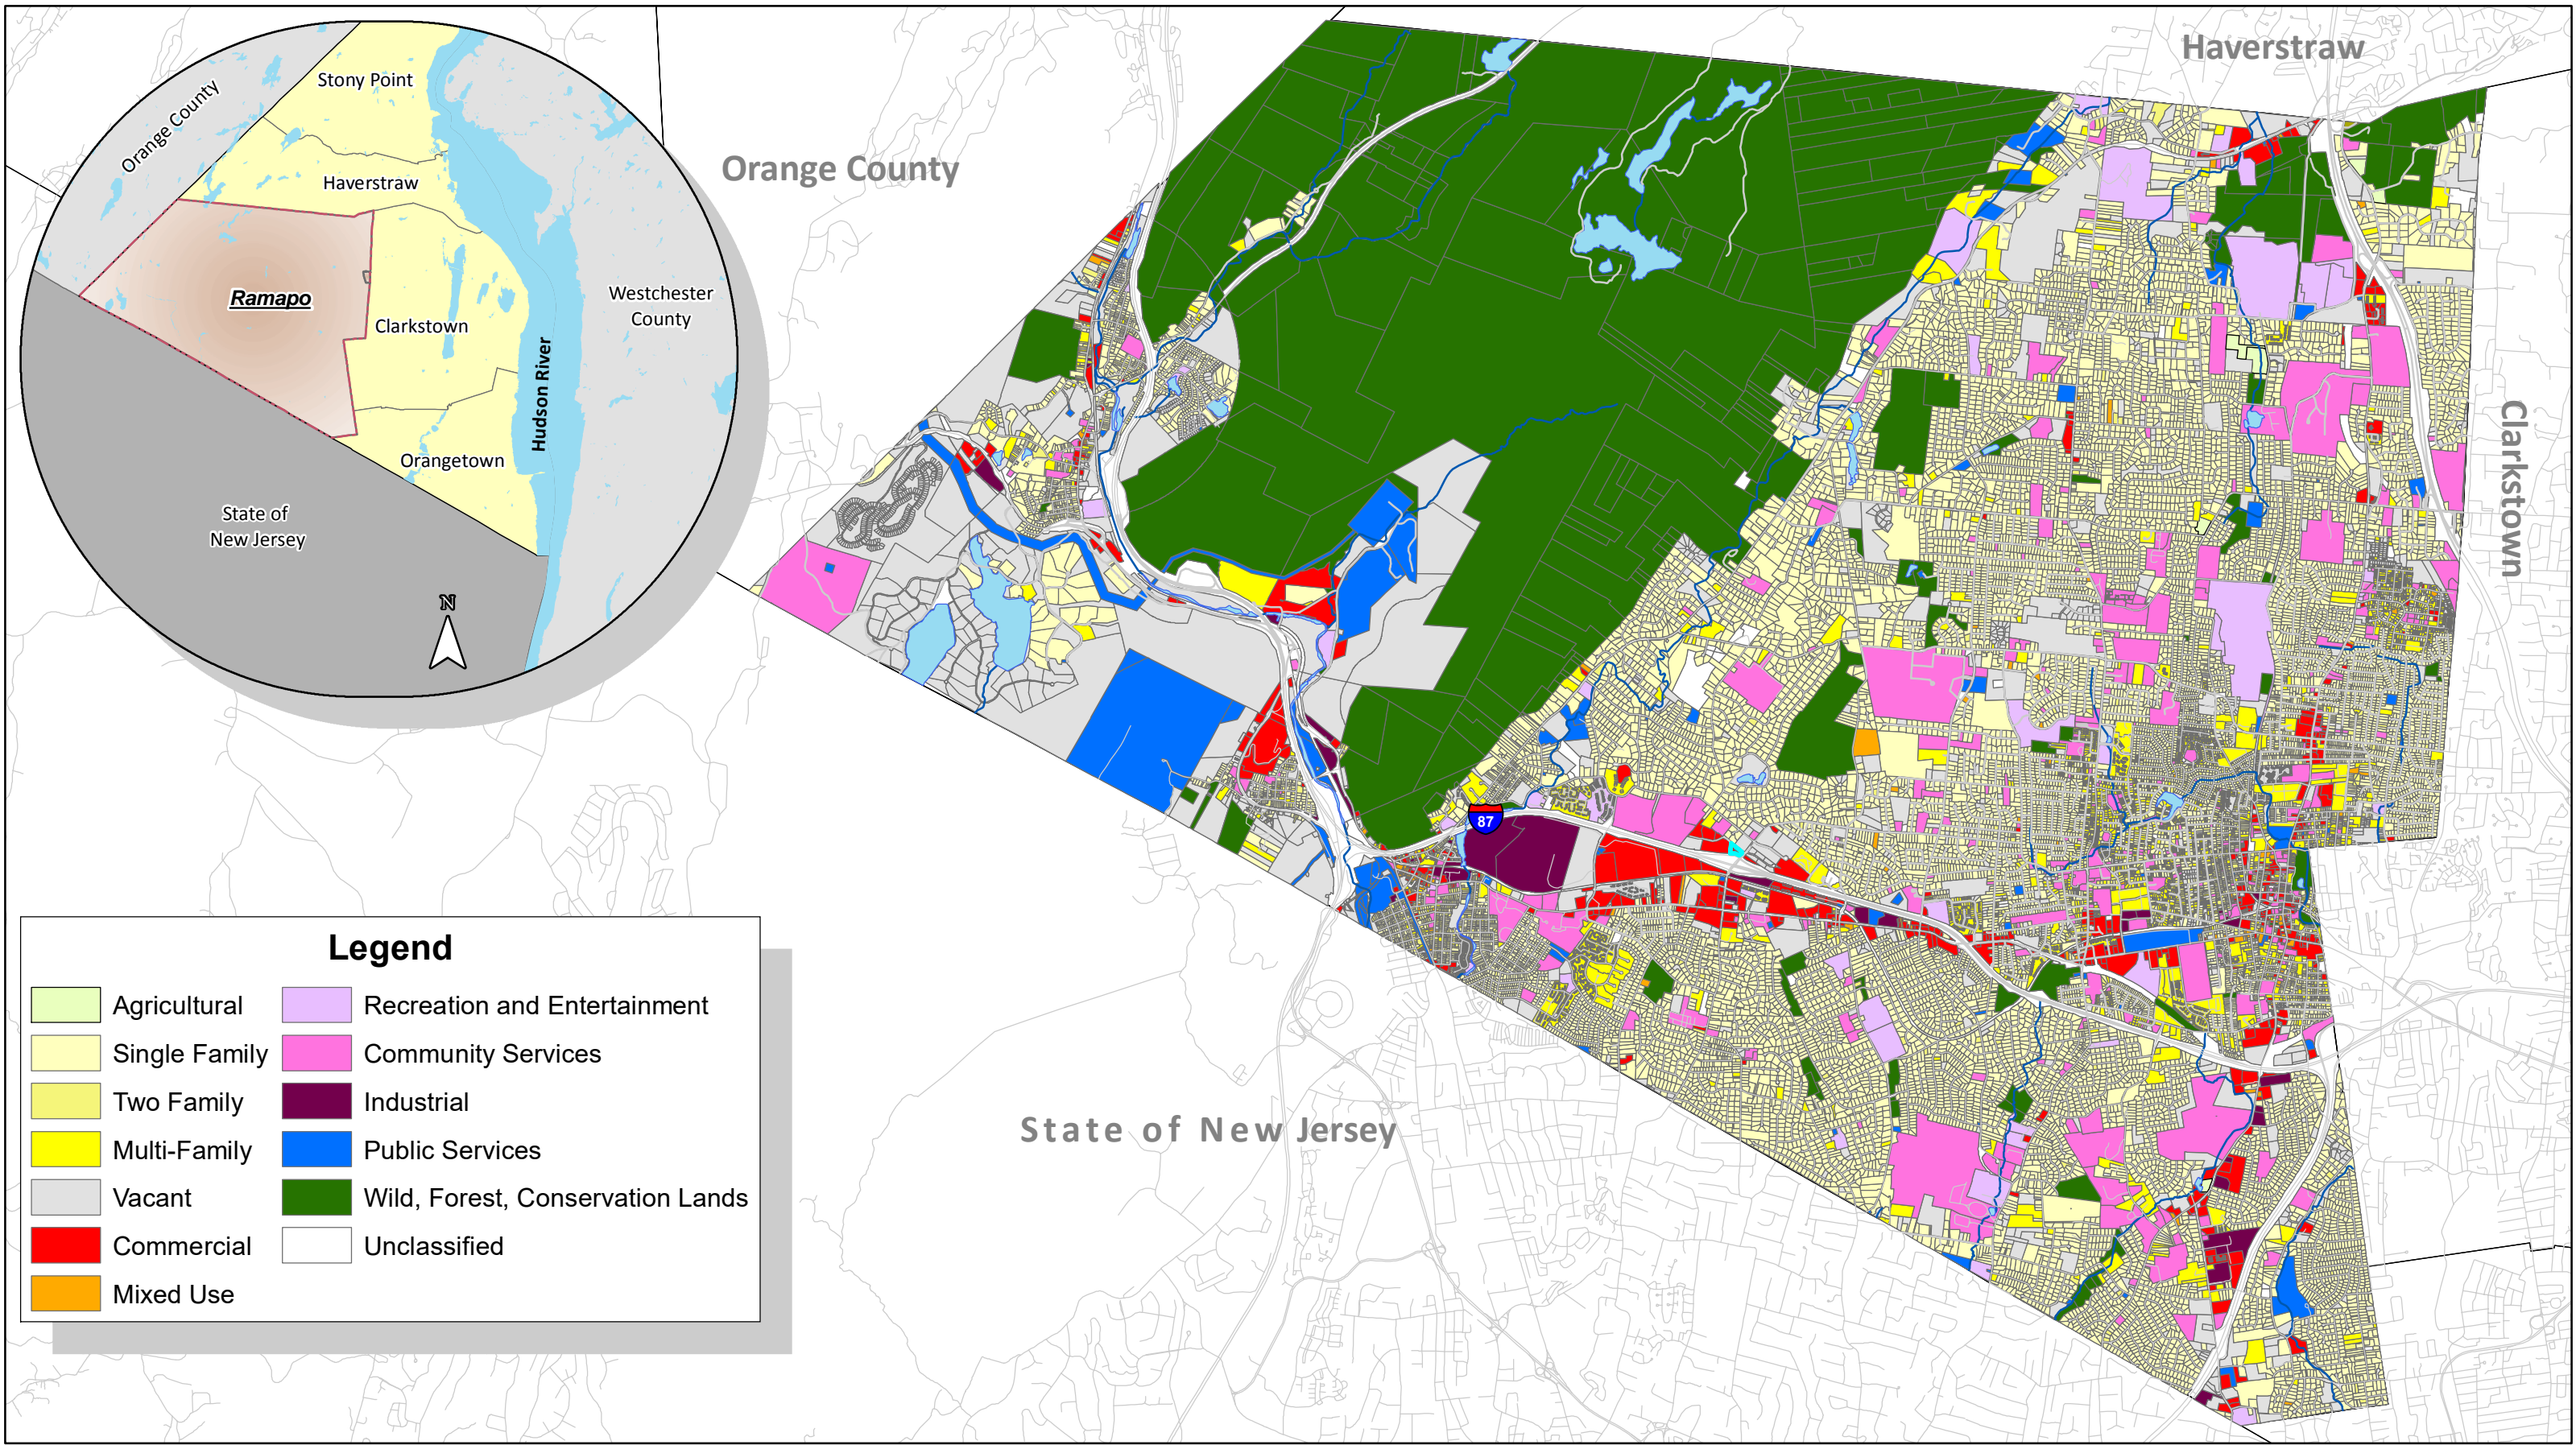 Haverstraw
Orange County
Clarkstown
State of New Jersey
87
Stony Point
Orange County
Haverstraw
Ramapo
Westchester
County
Clarkstown
Hudson River
Orangetown
State of
New Jersey
N
Legend
Agricultural
Single Family
Two Family
Multi-Family
Vacant
Commercial
Mixed Use
Recreation and Entertainment
Community Services
Industrial
Public Services
Wild, Forest, Conservation Lands
Unclassified